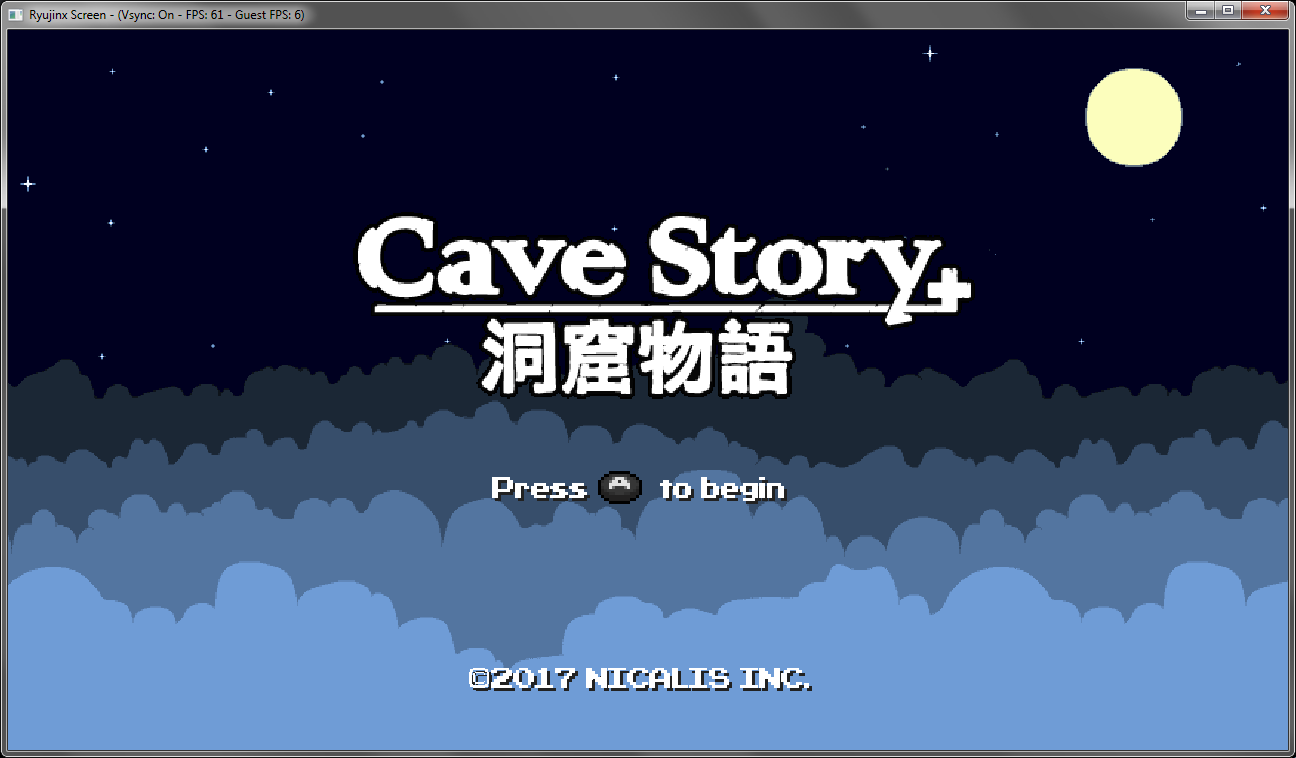 Ryujinx Screen - (Vsync: On - FPS: 61 - Guest FPS: 6)
Cave Story+
洞窟物語
Press A to begin
©2017 NICALIS INC.